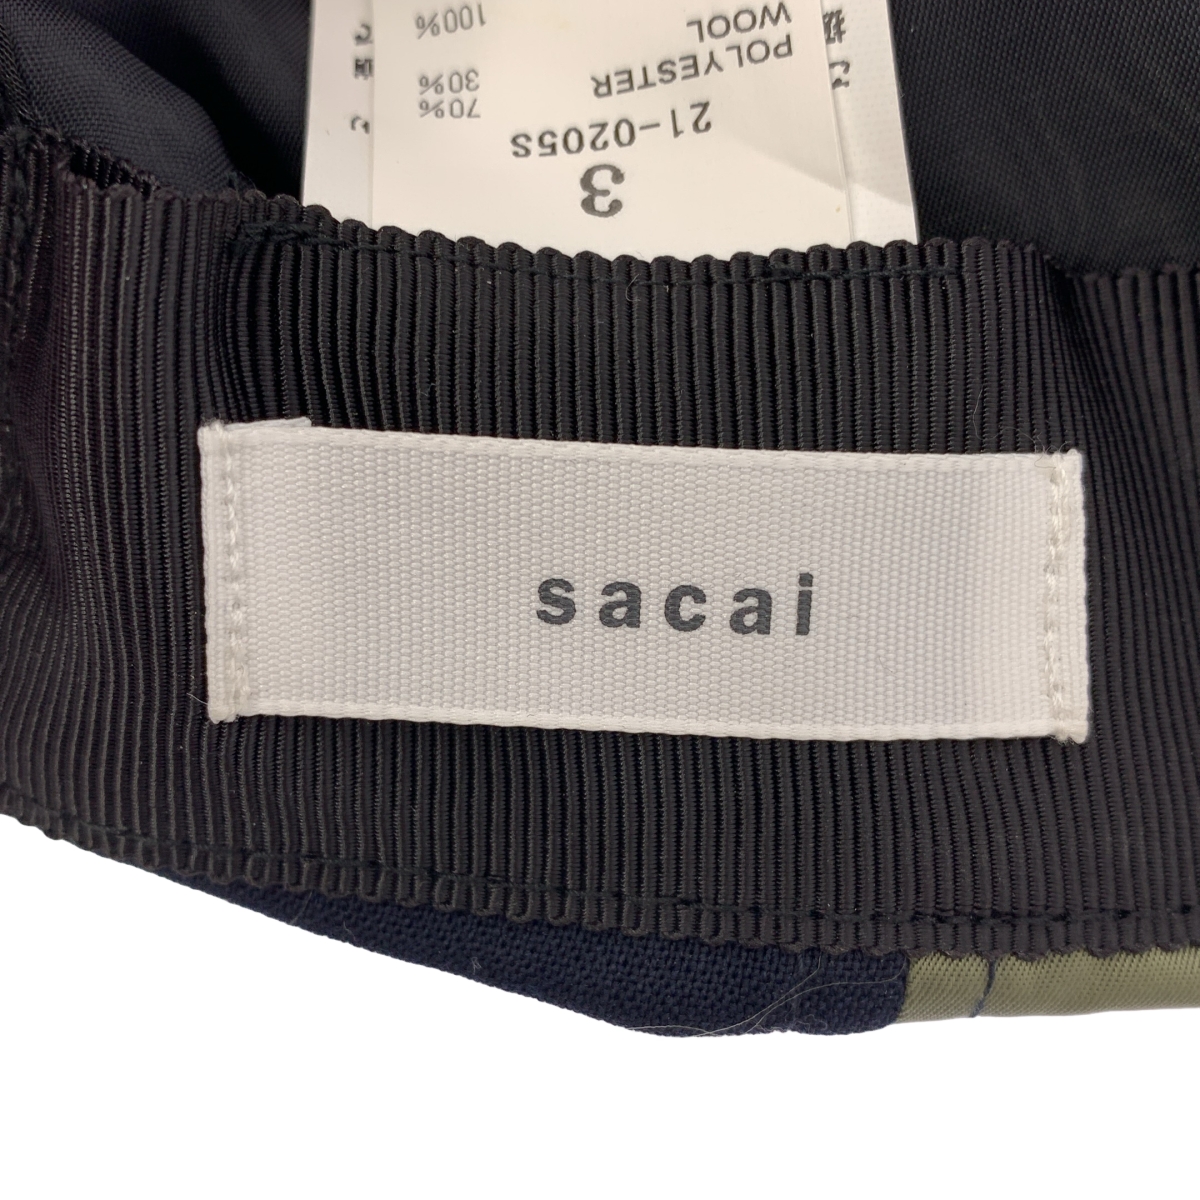 3
21-0205S
POLYESTER 70%
30%
WOOL
100%
sacai